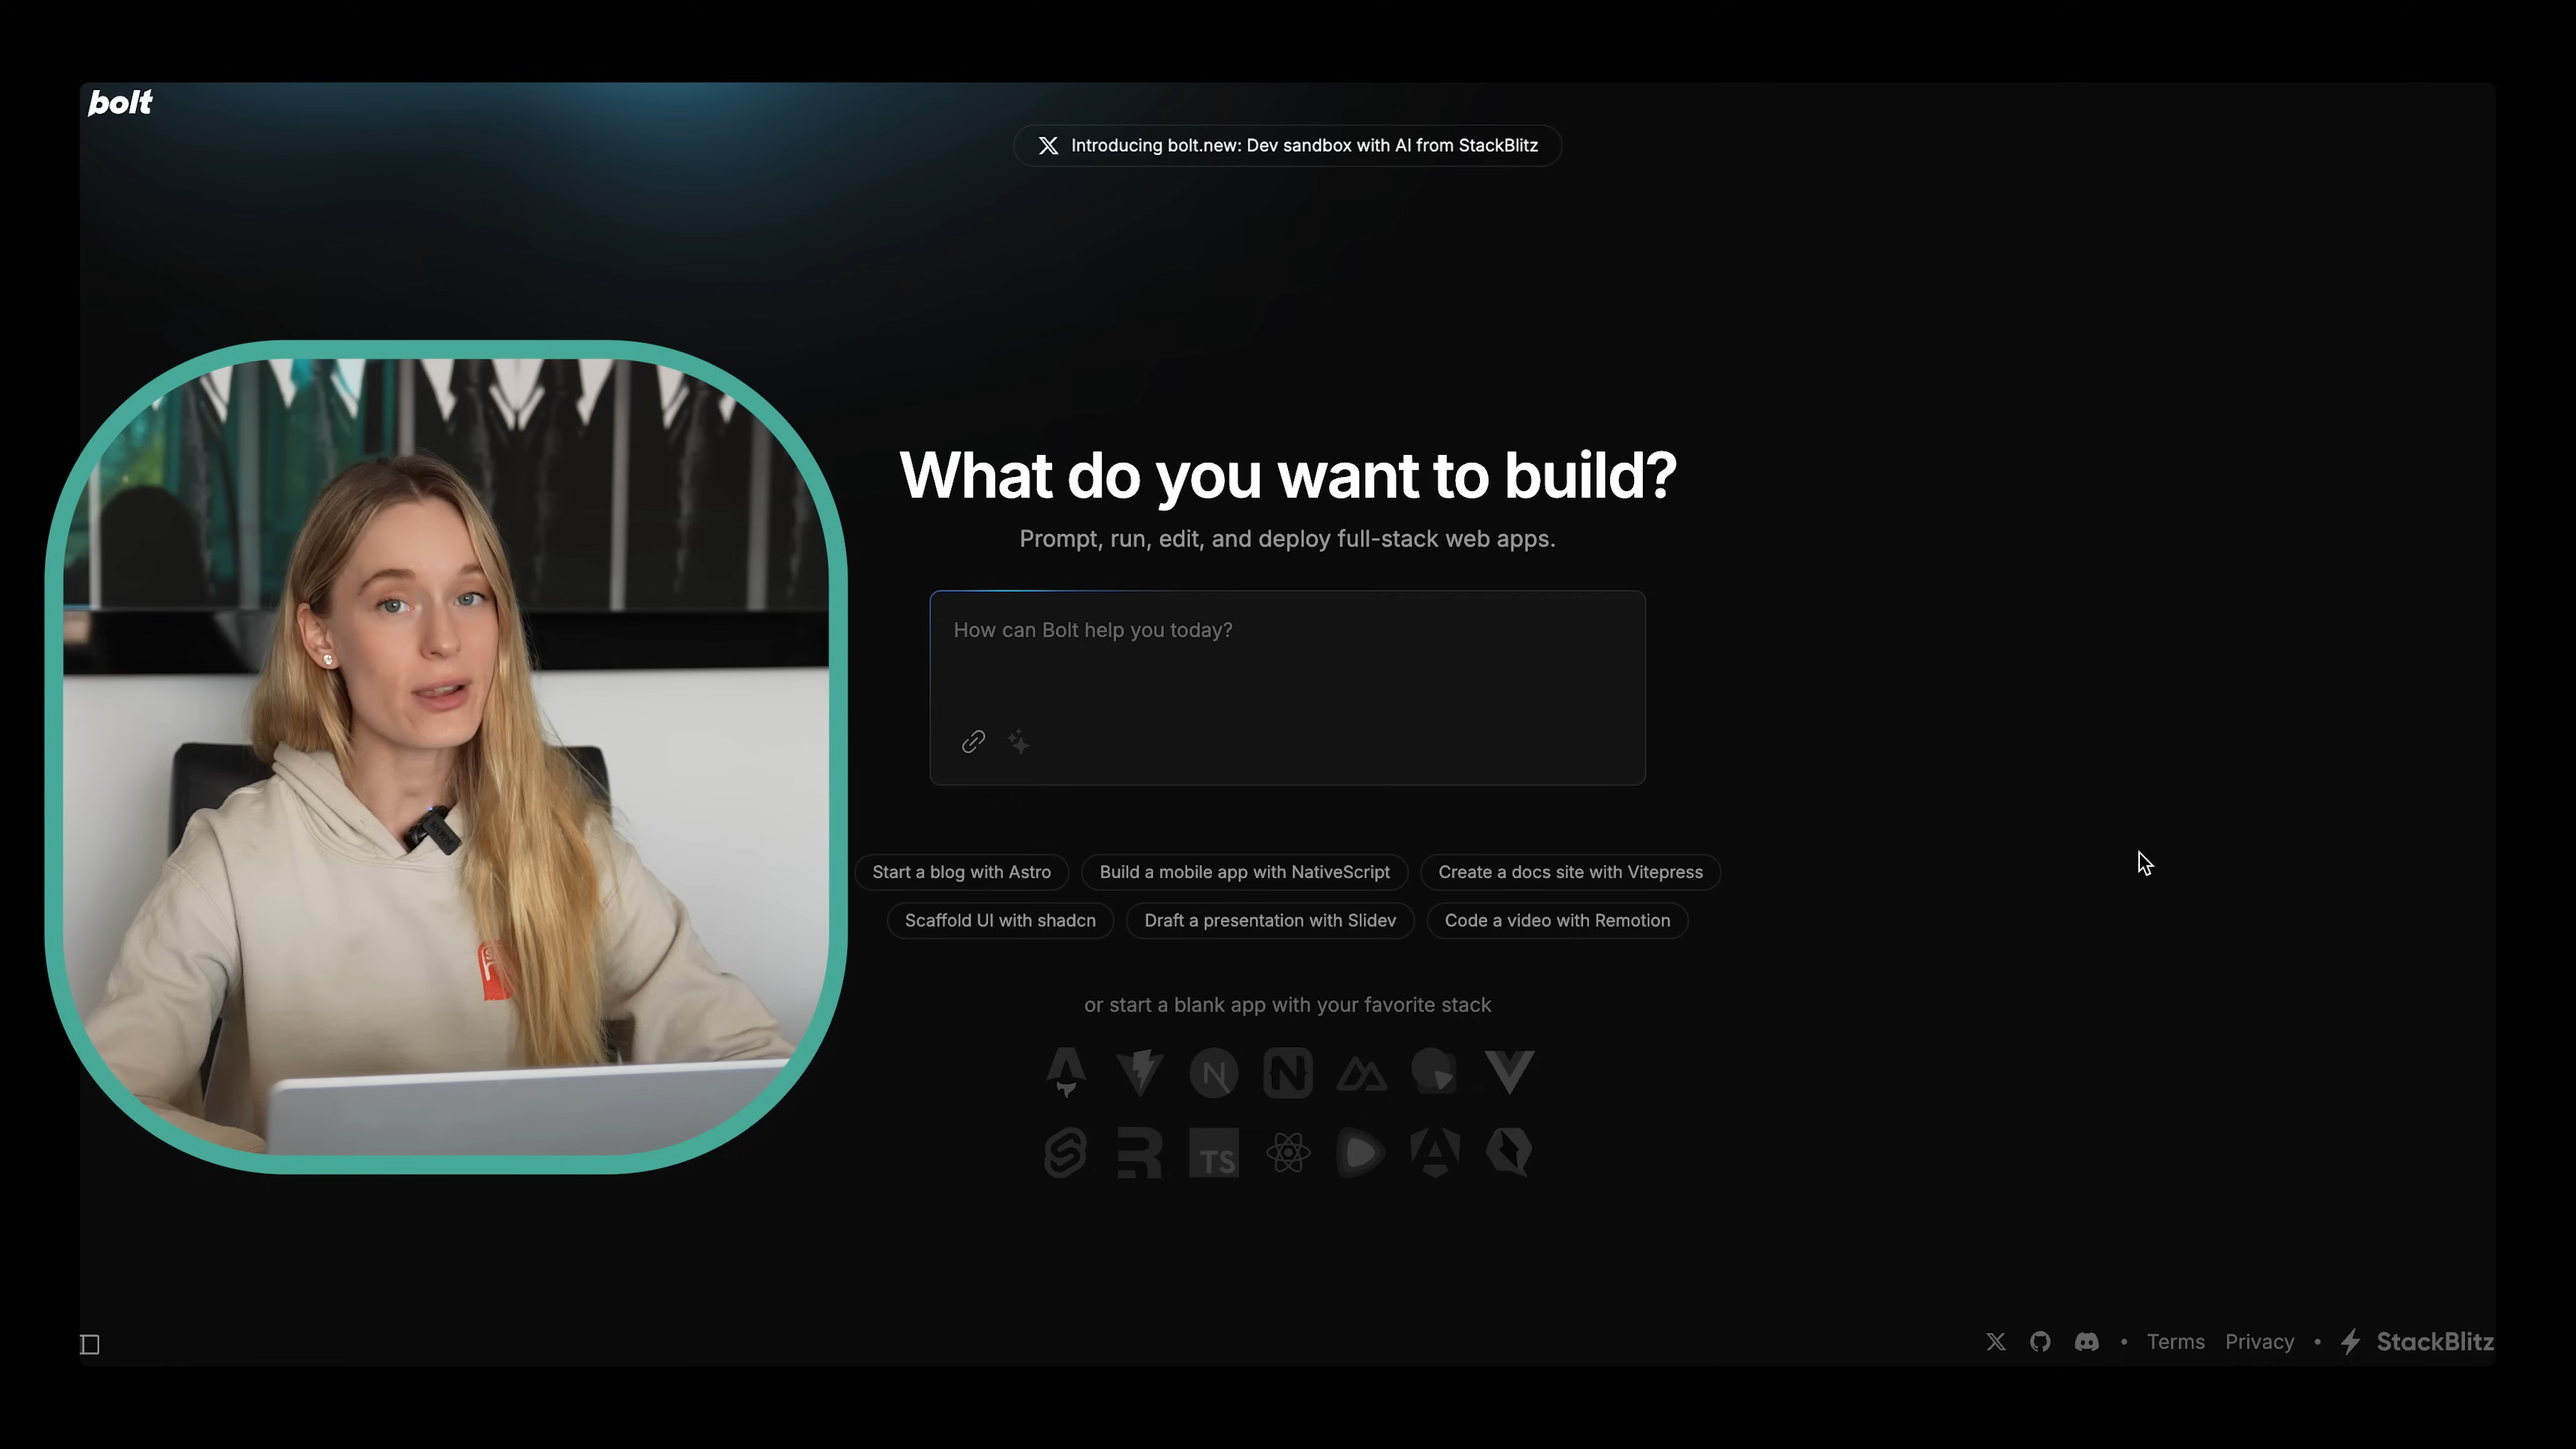 bolt
Introducing bolt.new: Dev sandbox with AI from StackBlitz
What do you want to build?
Prompt, run, edit, and deploy full-stack web apps.
How can Bolt help you today?
Start a blog with Astro
Build a mobile app with NativeScript
Create a docs site with Vitepress
Scaffold UI with shadcn
Draft a presentation with Slidev
Code a video with Remotion
or start a blank app with your favorite stack
TS
Terms
Privacy
StackBlitz